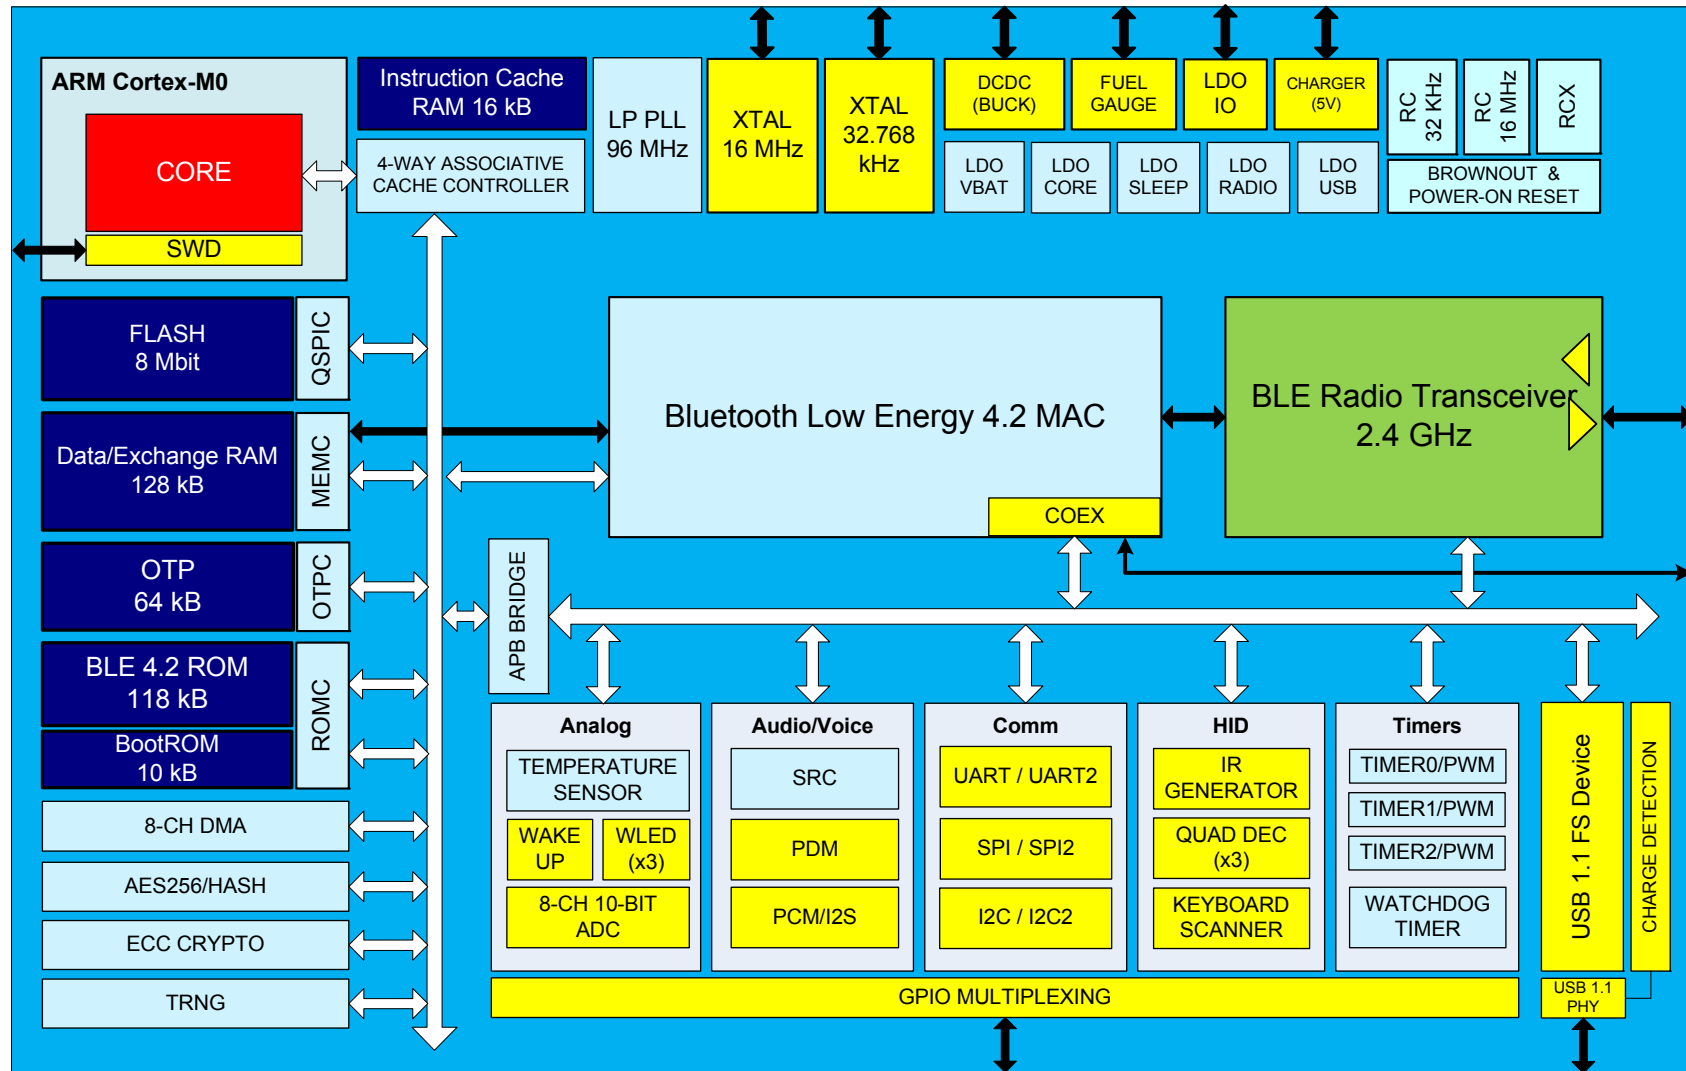 ARM Cortex-M0
CORE
SWD
Instruction Cache
RAM 16 kB
4-WAY ASSOCIATIVE
CACHE CONTROLLER
LP PLL
96 MHz
XTAL
16 MHz
XTAL
32.768
kHz
DCDC
(BUCK)
FUEL
GAUGE
LDO
IO
CHARGER
(5V)
LDO
VBAT
LDO
CORE
LDO
SLEEP
LDO
RADIO
LDO
USB
RC
32 KHz
RC
16 MHz
RCX
BROWNOUT &
POWER-ON RESET
FLASH
8 Mbit
QSPIC
Data/Exchange RAM
128 kB
MEMC
OTP
64 kB
OTPC
BLE 4.2 ROM
118 kB
BootROM
10 kB
ROMC
8-CH DMA
AES256/HASH
ECC CRYPTO
TRNG
Bluetooth Low Energy 4.2 MAC
COEX
BLE Radio Transceiver
2.4 GHz
APB BRIDGE
Analog
TEMPERATURE
SENSOR
WAKE
UP
WLED
(x3)
8-CH 10-BIT
ADC
Audio/Voice
SRC
PDM
PCM/I2S
Comm
UART / UART2
SPI / SPI2
I2C / I2C2
HID
IR
GENERATOR
QUAD DEC
(x3)
KEYBOARD
SCANNER
Timers
TIMER0/PWM
TIMER1/PWM
TIMER2/PWM
WATCHDOG
TIMER
USB 1.1 FS Device
CHARGE DETECTION
GPIO MULTIPLEXING
USB 1.1
PHY